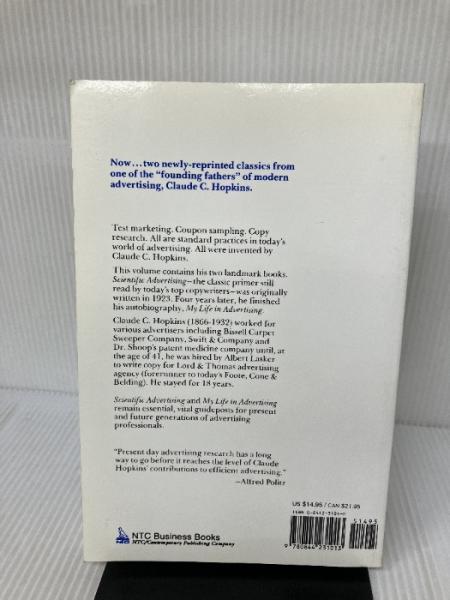 Now...two newly-reprinted classics from
one of the "founding fathers" of modern
advertising, Claude C. Hopkins.
Test marketing. Coupon sampling. Copy
research. All are standard practices in today's
world of advertising. All were invented by
Claude C. Hopkins.
This volume contains his two landmark books.
Scientific Advertising—the classic primer still
read by today's top copywriters—was originally
written in 1923. Four years later, he finished
his autobiography, My Life in Advertising.
Claude C. Hopkins (1866-1932) worked for
various advertisers including Bissell Carpet
Sweeper Company, Swift & Company and
Dr. Shoop's patent medicine company until, at
the age of 41, he was hired by Albert Lasker
to write copy for Lord & Thomas advertising
agency (forerunner to today's Foote, Cone &
Belding). He stayed for 18 years.
Scientific Advertising and My Life in Advertising
remain essential, vital guideposts for present
and future generations of advertising
professionals.
"Present day advertising research has a long
way to go before it reaches the level of Claude
Hopkins' contributions to efficient advertising."
—Alfred Politz
US $14.95 / CAN $21.95
ISBN 0-8442-3101-0
51495
9 780844 231013
NTC Business Books
NTC/Contemporary Publishing Company